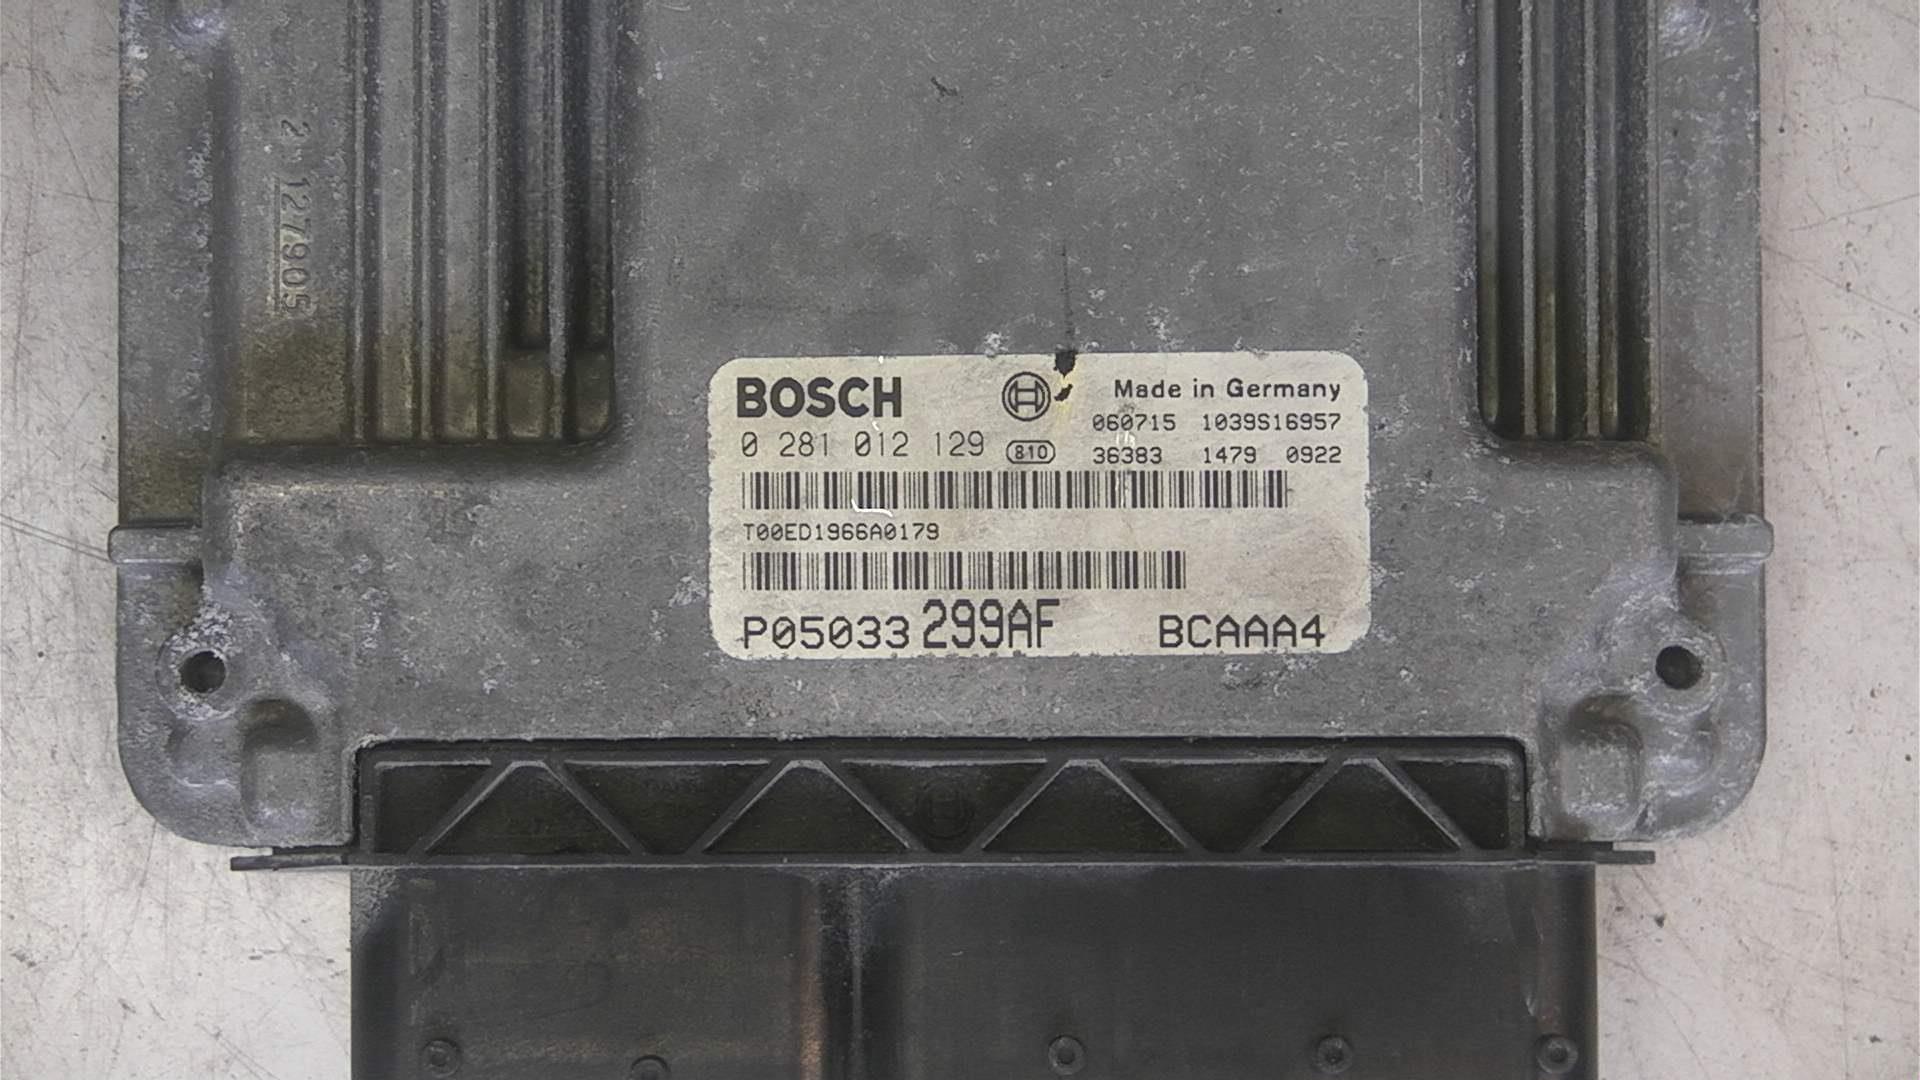 BOSCH
Made in Germany
060715 1039S16957
0 281 012 129 810
36383 1479 0922
T00ED1966A0179
P05033 299AF BCAAA4
127905